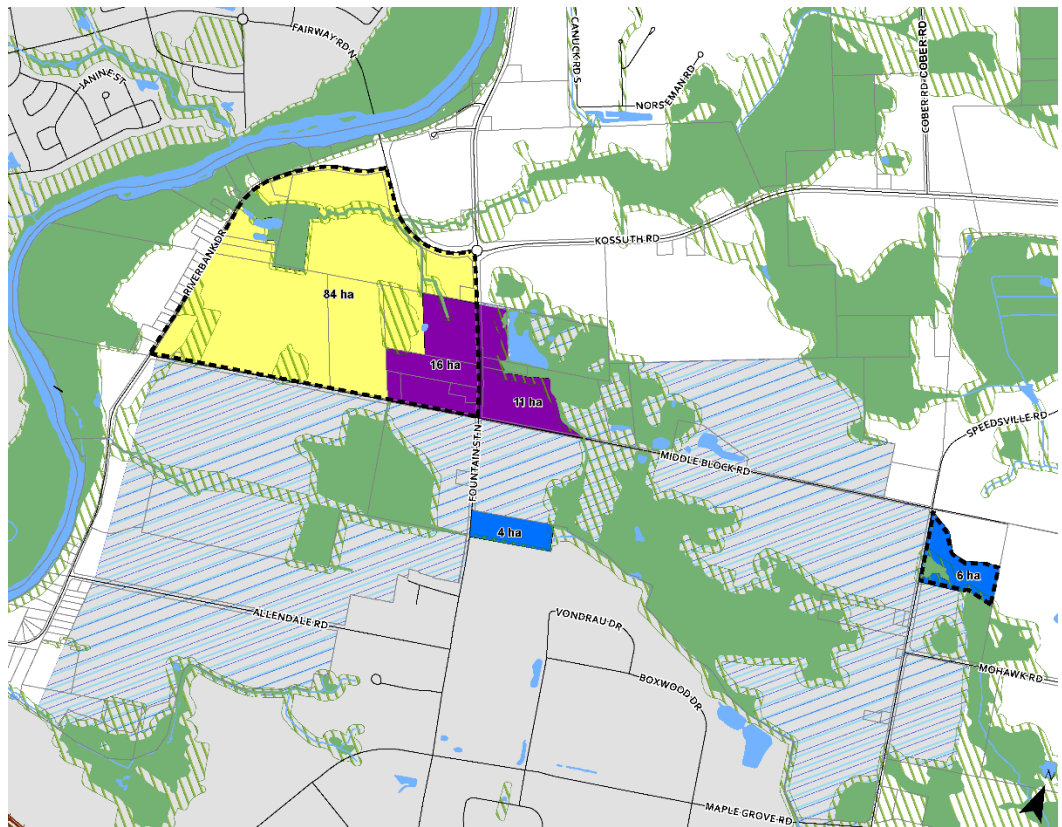 FAIRWAY RD N
CANUCK RD S
COBER RD
COBER RD
JANINE ST
NORSEMAN RD
KOSSUTH RD
RIVERBANK DR
84 ha
16 ha
11 ha
SPEEDSVILLE RD
MIDDLE BLOCK RD
FOUNTAIN ST N
4 ha
6 ha
ALLENDALE RD
VONDRAU DR
MOHAWK RD
BOXWOOD DR
MAPLE GROVE RD
N